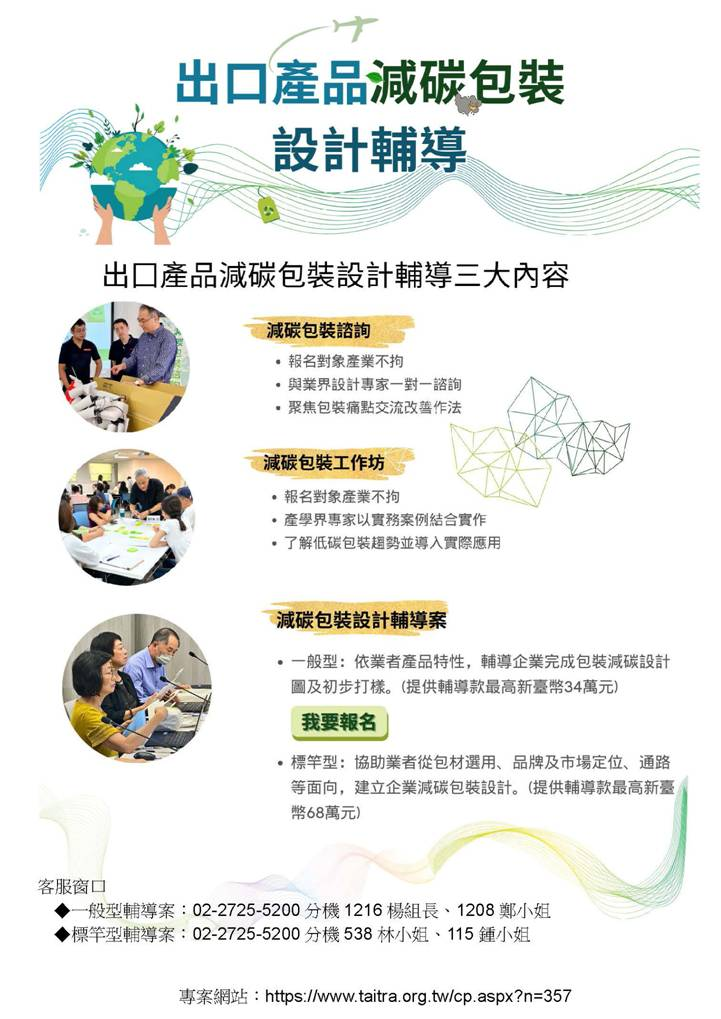 出口產品減碳包裝
設計輔導
出口產品減碳包裝設計輔導三大內容
減碳包裝諮詢
• 報名對象產業不拘
• 與業界設計專家一對一諮詢
• 聚焦包裝痛點交流改善作法
減碳包裝工作坊
• 報名對象產業不拘
• 產學界專家以實務案例結合實作
• 了解低碳包裝趨勢並導入實際應用
減碳包裝設計輔導案
• 一般型：依業者產品特性，輔導企業完成包裝減碳設計
圖及初步打樣。(提供輔導款最高新臺幣34萬元)
我要報名
• 標竿型：協助業者從包材選用、品牌及市場定位、通路
等面向，建立企業減碳包裝設計。(提供輔導款最高新臺
幣68萬元)
客服窗口
◆一般型輔導案：02-2725-5200 分機 1216 楊組長、1208 鄭小姐
◆標竿型輔導案：02-2725-5200 分機 538 林小姐、115 鍾小姐
專案網站：https://www.taitra.org.tw/cp.aspx?n=357